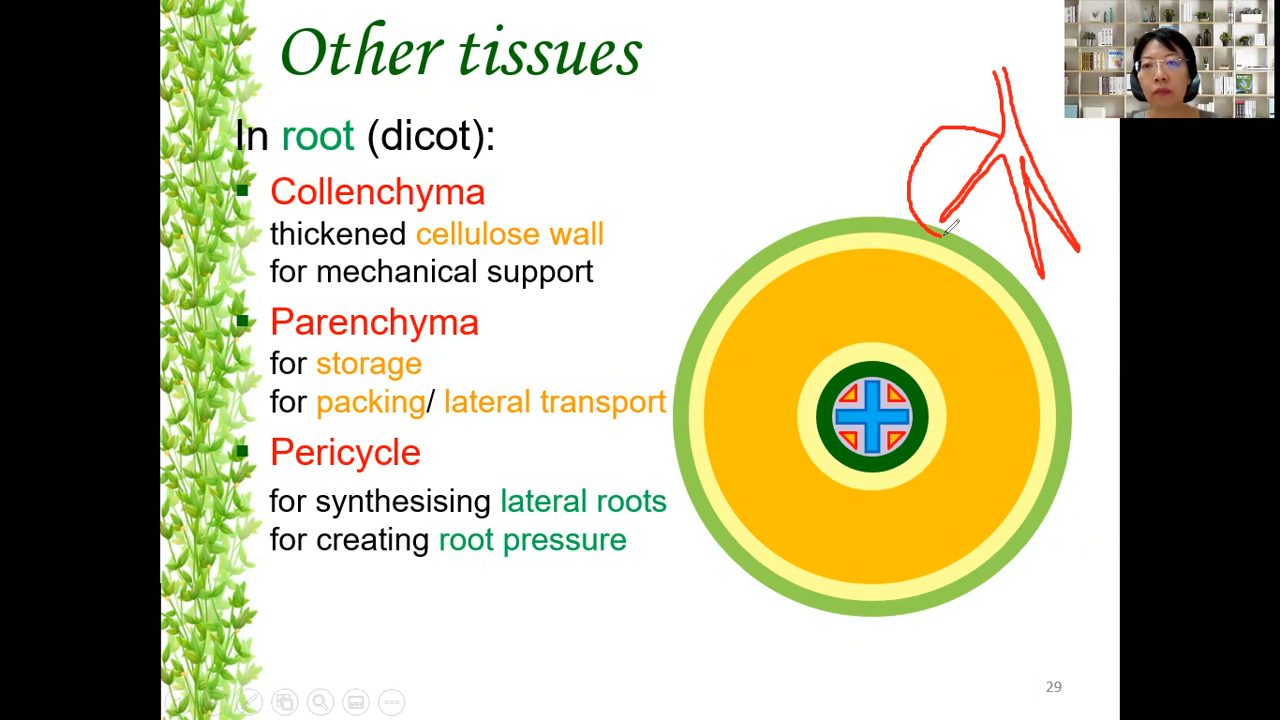 Other tissues
In root (dicot):
Collenchyma
thickened cellulose wall
for mechanical support
Parenchyma
for storage
for packing/ lateral transport
Pericycle
for synthesising lateral roots
for creating root pressure
29